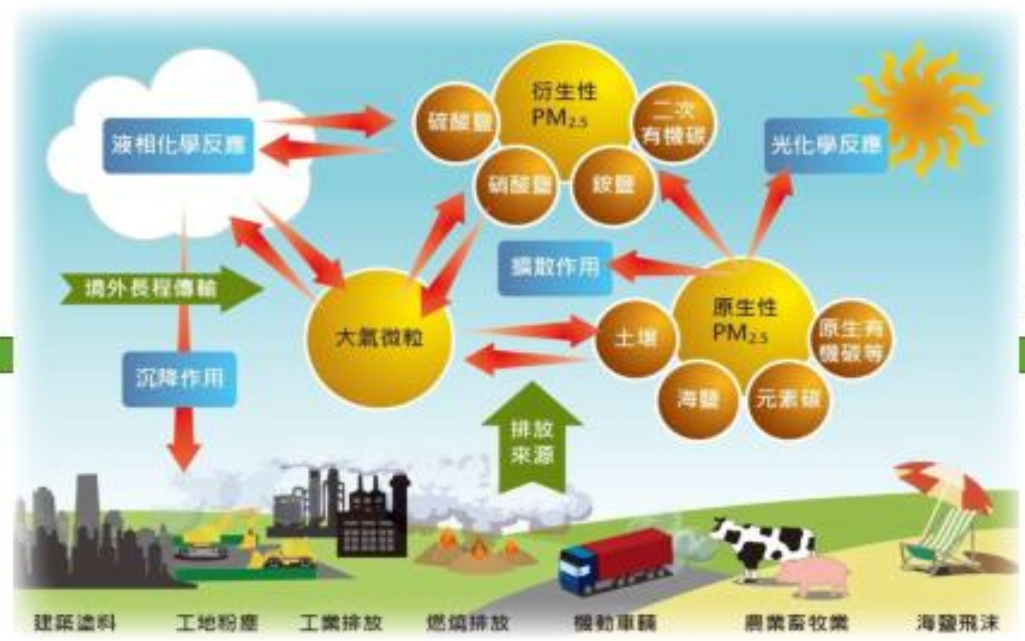 衍生性
PM2.5
硫酸鹽
二次
有機碳
硝酸鹽
銨鹽
液相化學反應
光化學反應
擴散作用
境外長程傳輸
大氣微粒
原生性
PM2.5
土壤
原生有
機碳等
海鹽
元素碳
沉降作用
排放
來源
建築塗料
工地粉塵
工業排放
燃燒排放
機動車輛
農業畜牧業
海鹽飛沫